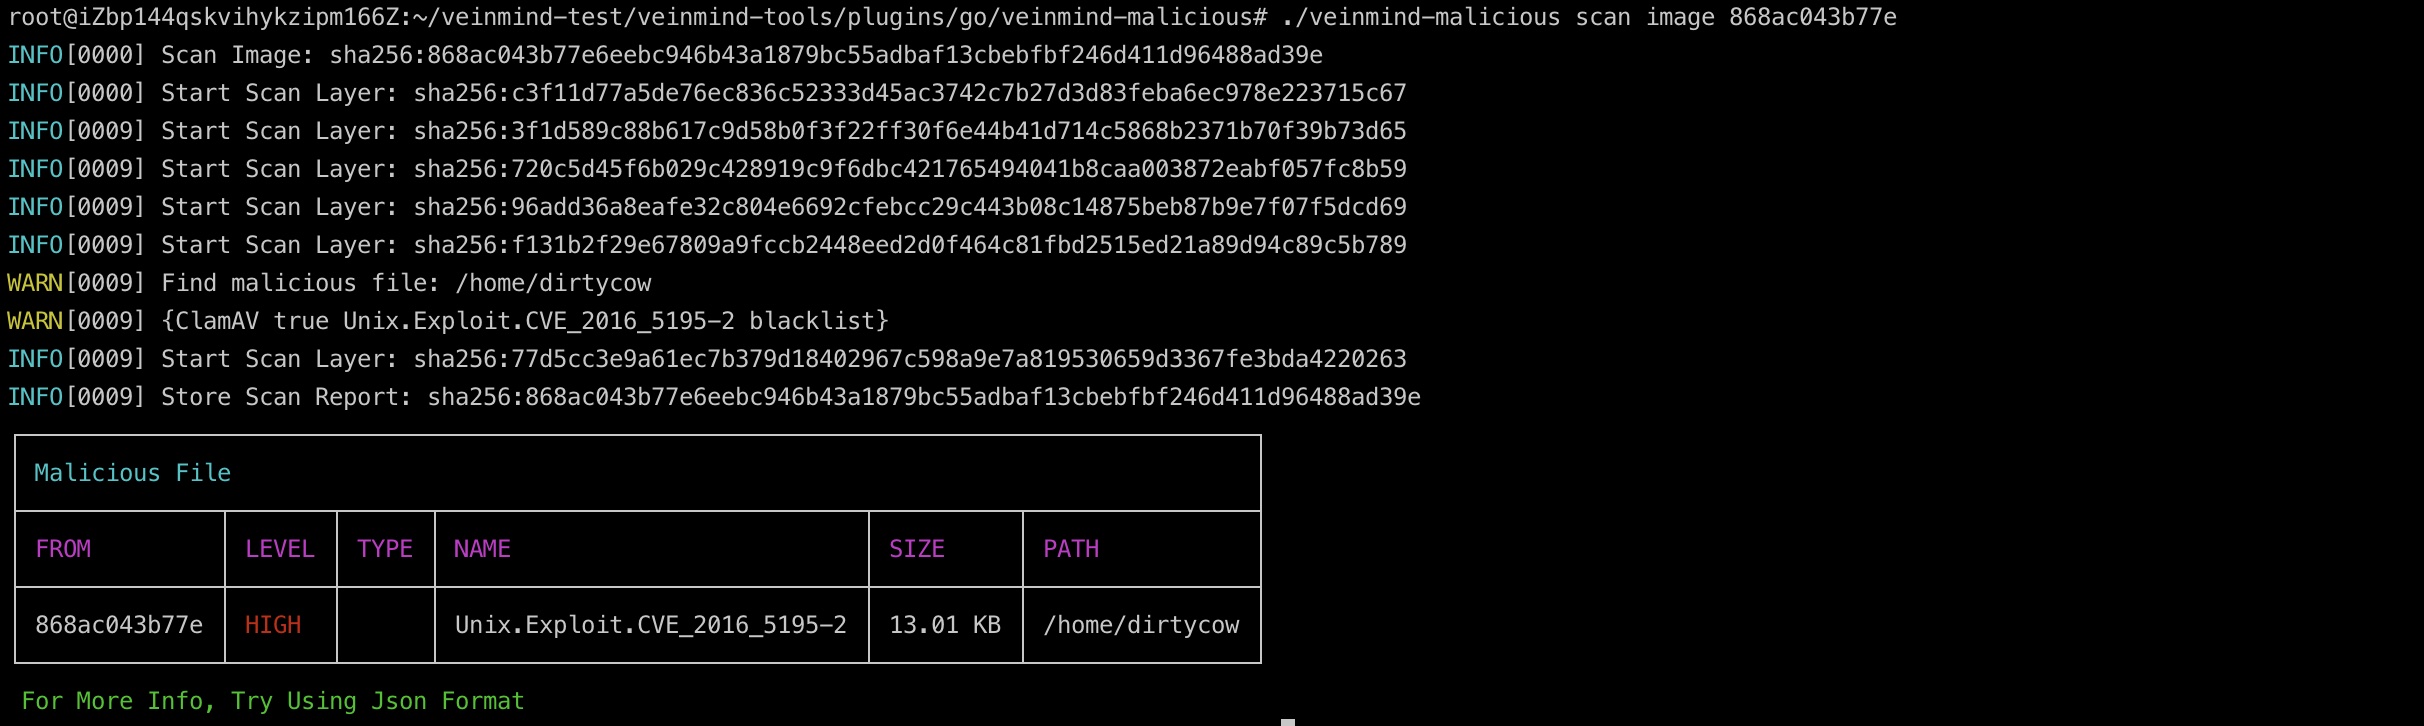 root@iZbp144qskvihykzipm166Z:~/veinmind-test/veinmind-tools/plugins/go/veinmind-malicious# ./veinmind-malicious scan image 868ac043b77e
INFO[0000] Scan Image: sha256:868ac043b77e6eebc946b43a1879bc55adbaf13cbebfbf246d411d96488ad39e
INFO[0000] Start Scan Layer: sha256:c3f11d77a5de76ec836c52333d45ac3742c7b27d3d83feba6ec978e223715c67
INFO[0009] Start Scan Layer: sha256:3f1d589c88b617c9d58b0f3f22ff30f6e44b41d714c5868b2371b70f39b73d65
INFO[0009] Start Scan Layer: sha256:720c5d45f6b029c428919c9f6dbc421765494041b8caa003872eabf057fc8b59
INFO[0009] Start Scan Layer: sha256:96add36a8eafe32c804e6692cfebcc29c443b08c14875beb87b9e7f07f5dcd69
INFO[0009] Start Scan Layer: sha256:f131b2f29e67809a9fccb2448eed2d0f464c81fbd2515ed21a89d94c89c5b789
WARN[0009] Find malicious file: /home/dirtycow
WARN[0009] {ClamAV true Unix.Exploit.CVE_2016_5195-2 blacklist}
INFO[0009] Start Scan Layer: sha256:77d5cc3e9a61ec7b379d18402967c598a9e7a819530659d3367fe3bda4220263
INFO[0009] Store Scan Report: sha256:868ac043b77e6eebc946b43a1879bc55adbaf13cbebfbf246d411d96488ad39e
Malicious File
FROM LEVEL TYPE NAME SIZE PATH
868ac043b77e HIGH Unix.Exploit.CVE_2016_5195-2 13.01 KB /home/dirtycow
For More Info, Try Using Json Format